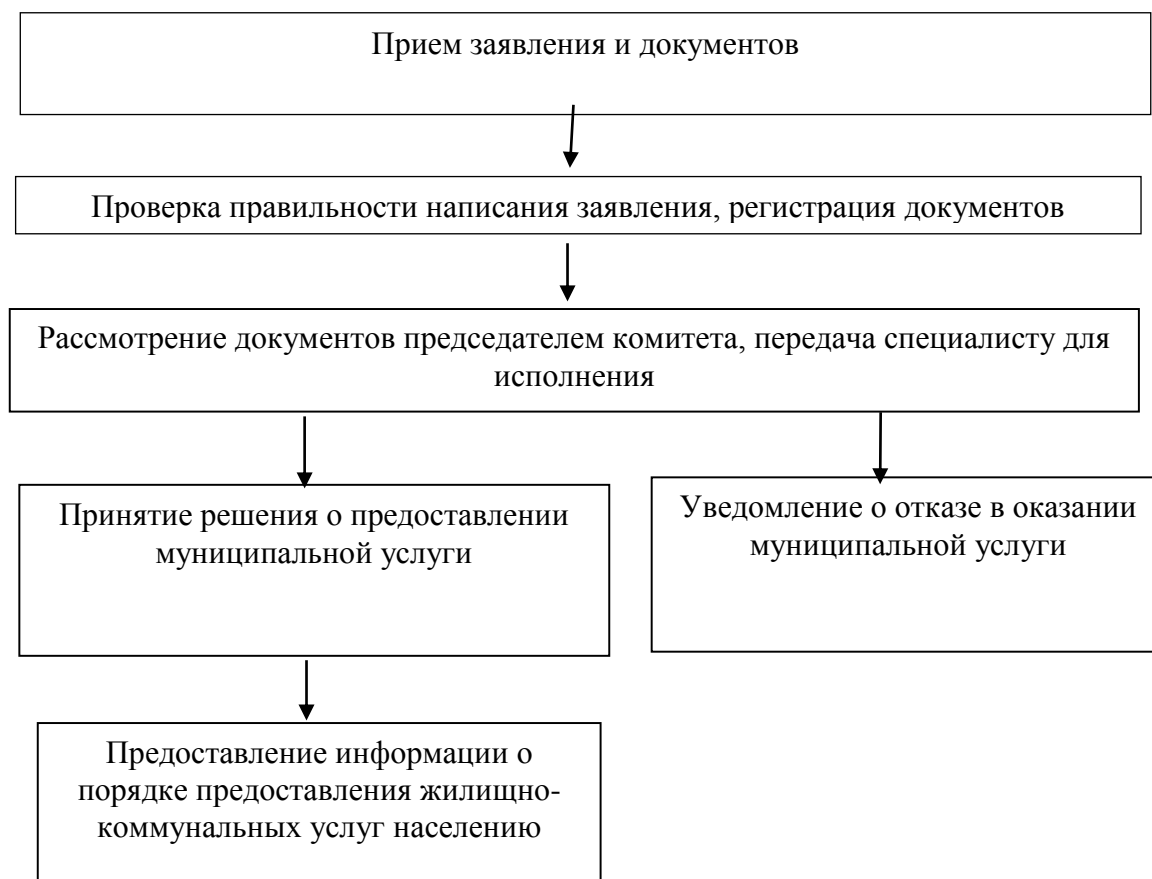 Прием заявления и документов
Проверка правильности написания заявления, регистрация документов
Рассмотрение документов председателем комитета, передача специалисту для
исполнения
Принятие решения о предоставлении
муниципальной услуги
Уведомление о отказе в оказании
муниципальной услуги
Предоставление информации о
порядке предоставления жилищно-
коммунальных услуг населению